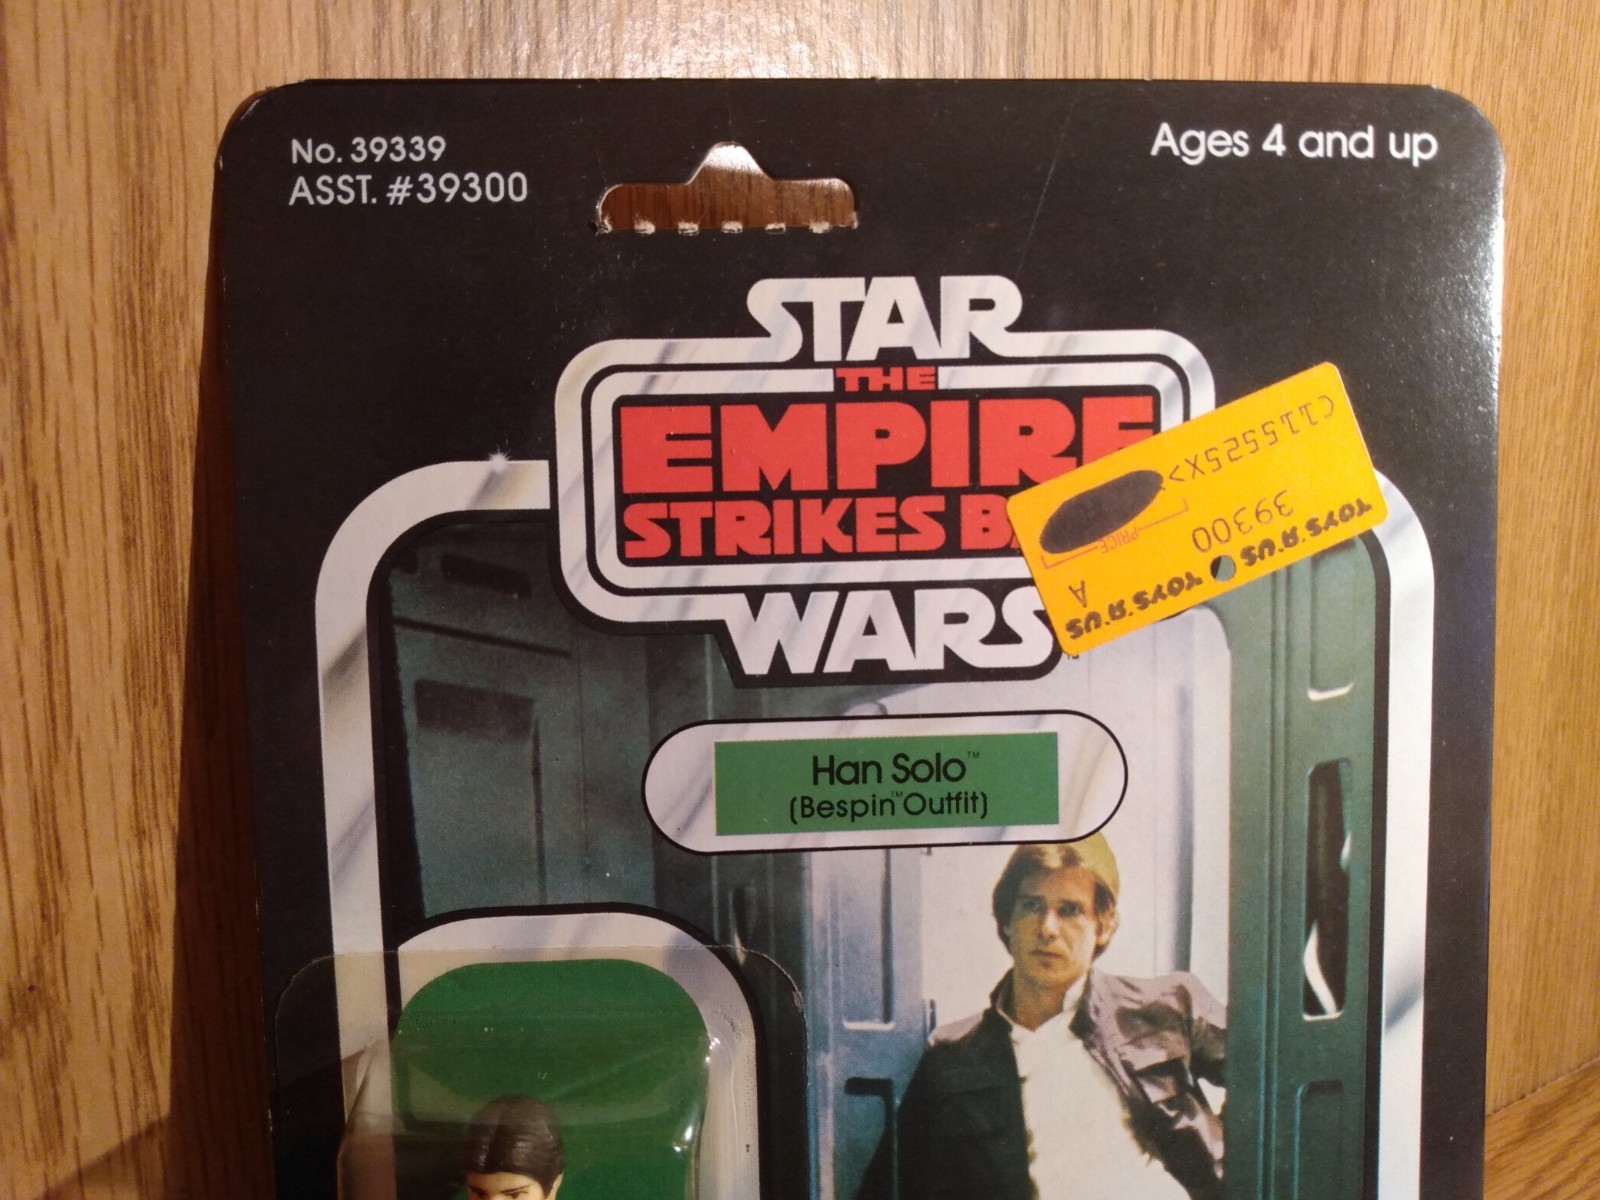 No. 39339
ASST. #39300
Ages 4 and up
STAR
THE
EMPIRE
STRIKES
WARS
C115525X>
39300
PRICE
A
TOYS.R.US TOYS.R.US
Han Solo™
(Bespin™ Outfit)